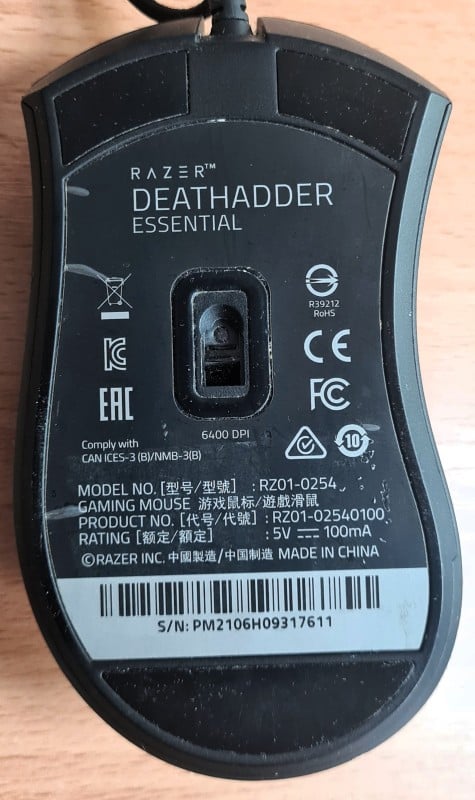 RAZER™
DEATHADDER
ESSENTIAL
R39212
RoHS
CE
FC
EAC
10
6400 DPI
Comply with
CAN ICES-3 (B)/NMB-3(B)
MODEL NO. [型号/型號] : RZ01-0254
GAMING MOUSE 游戏鼠标/遊戲滑鼠
PRODUCT NO. [代号/代號] : RZ01-02540100
RATING [额定/額定] : 5V ⎓ 100mA
©RAZER INC. 中國製造/中国制造 MADE IN CHINA
S/N: PM2106H09317611